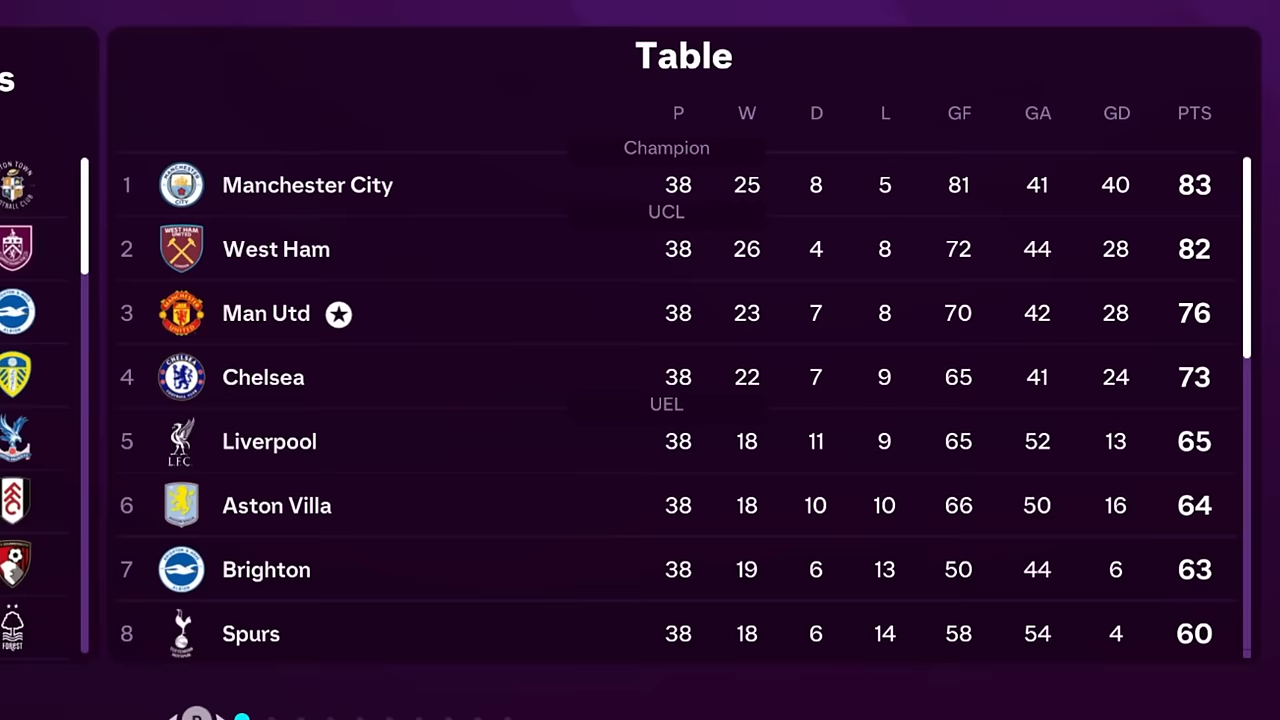 s
Table
P W D L GF GA GD PTS
Champion
1 Manchester City 38 25 8 5 81 41 40 83
UCL
2 West Ham 38 26 4 8 72 44 28 82
3 Man Utd 38 23 7 8 70 42 28 76
4 Chelsea 38 22 7 9 65 41 24 73
UEL
5 L.F.C. Liverpool 38 18 11 9 65 52 13 65
6 Aston Villa 38 18 10 10 66 50 16 64
7 Brighton 38 19 6 13 50 44 6 63
8 Spurs 38 18 6 14 58 54 4 60
FOREST
R